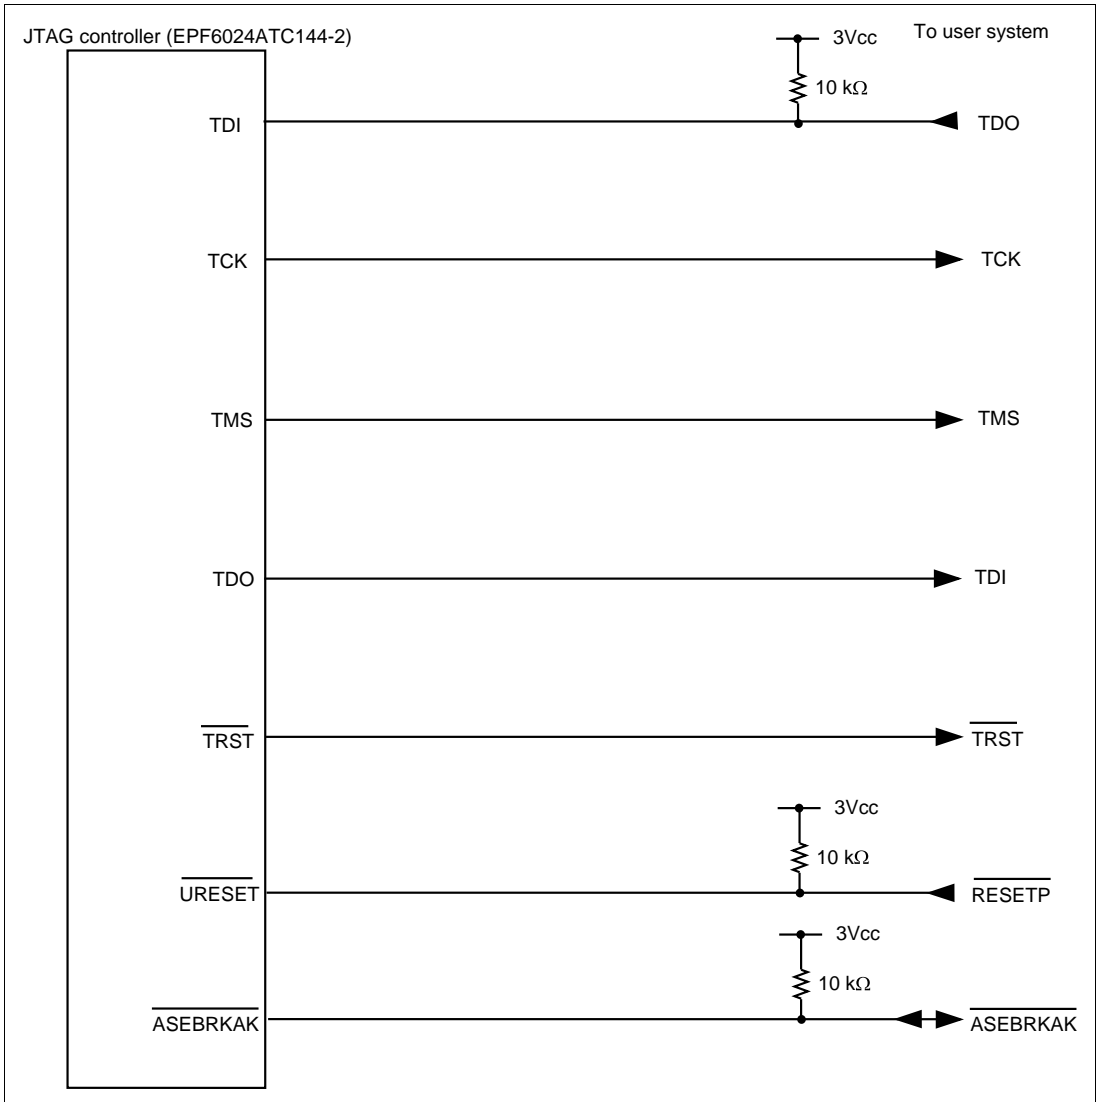 JTAG controller (EPF6024ATC144-2)
3Vcc
To user system
10 kΩ
TDI
TDO
TCK
TCK
TMS
TMS
TDO
TDI
TRST
TRST
3Vcc
10 kΩ
URESET
RESETP
3Vcc
10 kΩ
ASEBRKAK
ASEBRKAK